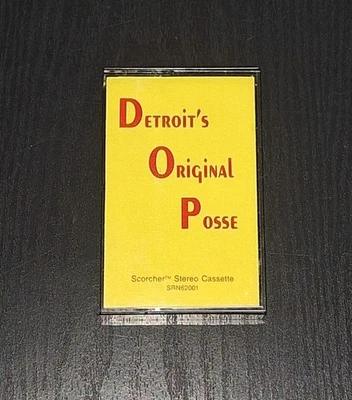 Detroit's
Original
Posse
Scorcher™ Stereo Cassette
SRN62001